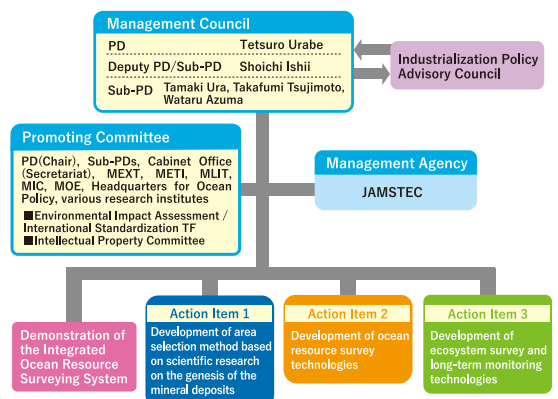 Management Council
PD Tetsuro Urabe
Deputy PD/Sub-PD Shoichi Ishii
Sub-PD Tamaki Ura, Takafumi Tsujimoto,
Wataru Azuma
Industrialization Policy
Advisory Council
Promoting Committee
PD(Chair), Sub-PDs, Cabinet Office
(Secretariat), MEXT, METI, MLIT,
MIC, MOE, Headquarters for Ocean
Policy, various research institutes
■Environmental Impact Assessment /
International Standardization TF
■Intellectual Property Committee
Management Agency
JAMSTEC
Demonstration of
the Integrated
Ocean Resource
Surveying System
Action Item 1
Development of area
selection method based
on scientific research
on the genesis of the
mineral deposits
Action Item 2
Development of ocean
resource survey
technologies
Action Item 3
Development of
ecosystem survey and
long-term monitoring
technologies